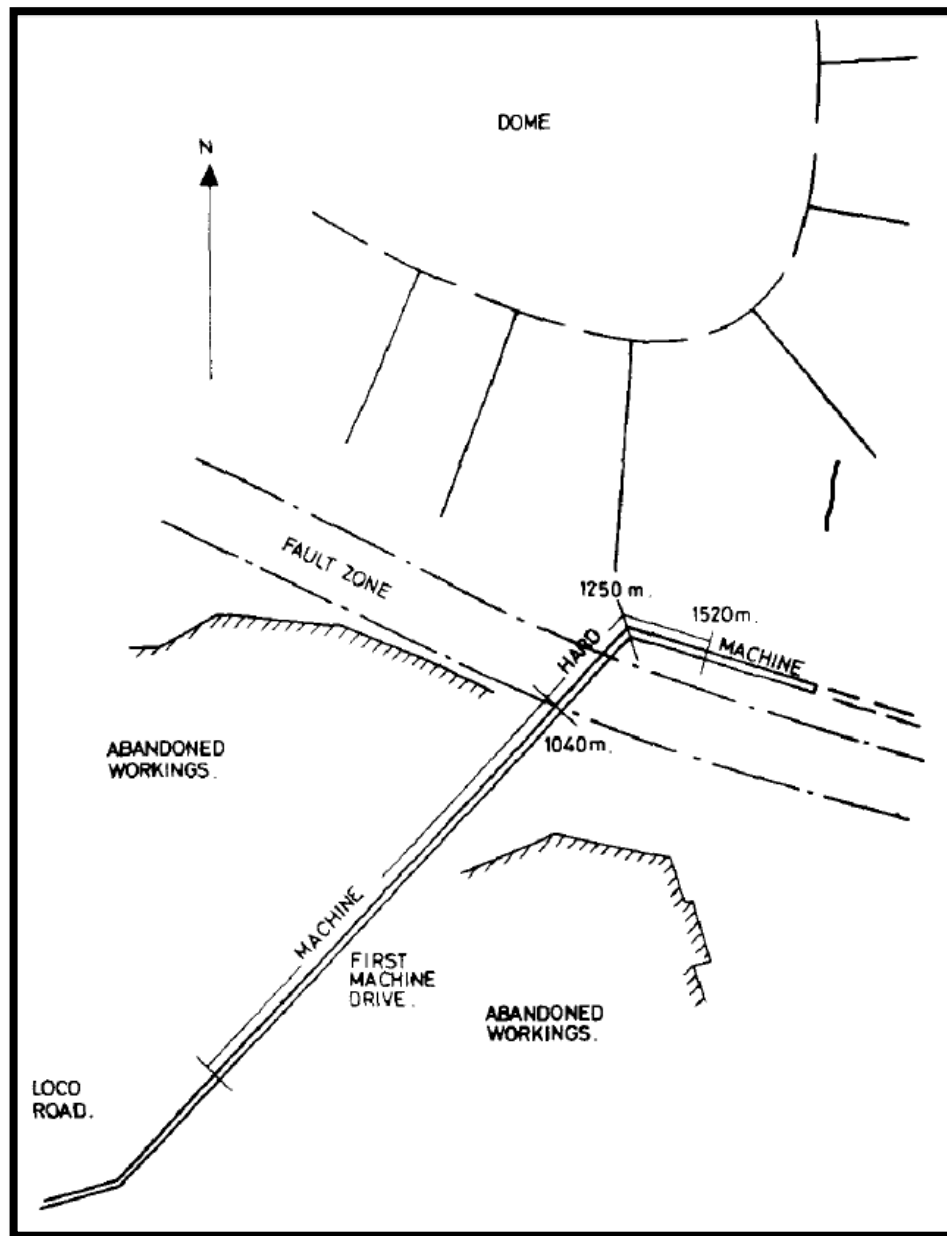 DOME
N
FAULT ZONE
1250 m.
1520m.
HARD
MACHINE
1040m.
ABANDONED
WORKINGS.
MACHINE
FIRST
MACHINE
DRIVE.
ABANDONED
WORKINGS.
LOCO
ROAD.